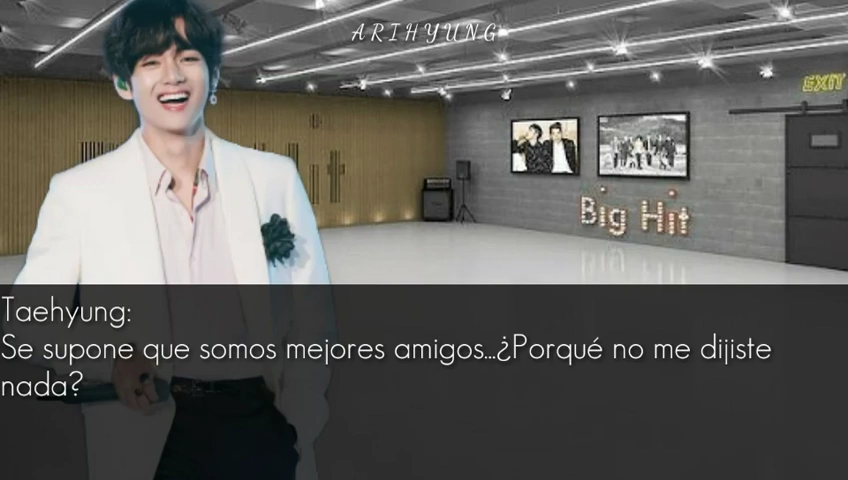 ARIHYUNG
EXIT
Big Hit
Taehyung:
Se supone que somos mejores amigos...¿Porqué no me dijiste
nada?